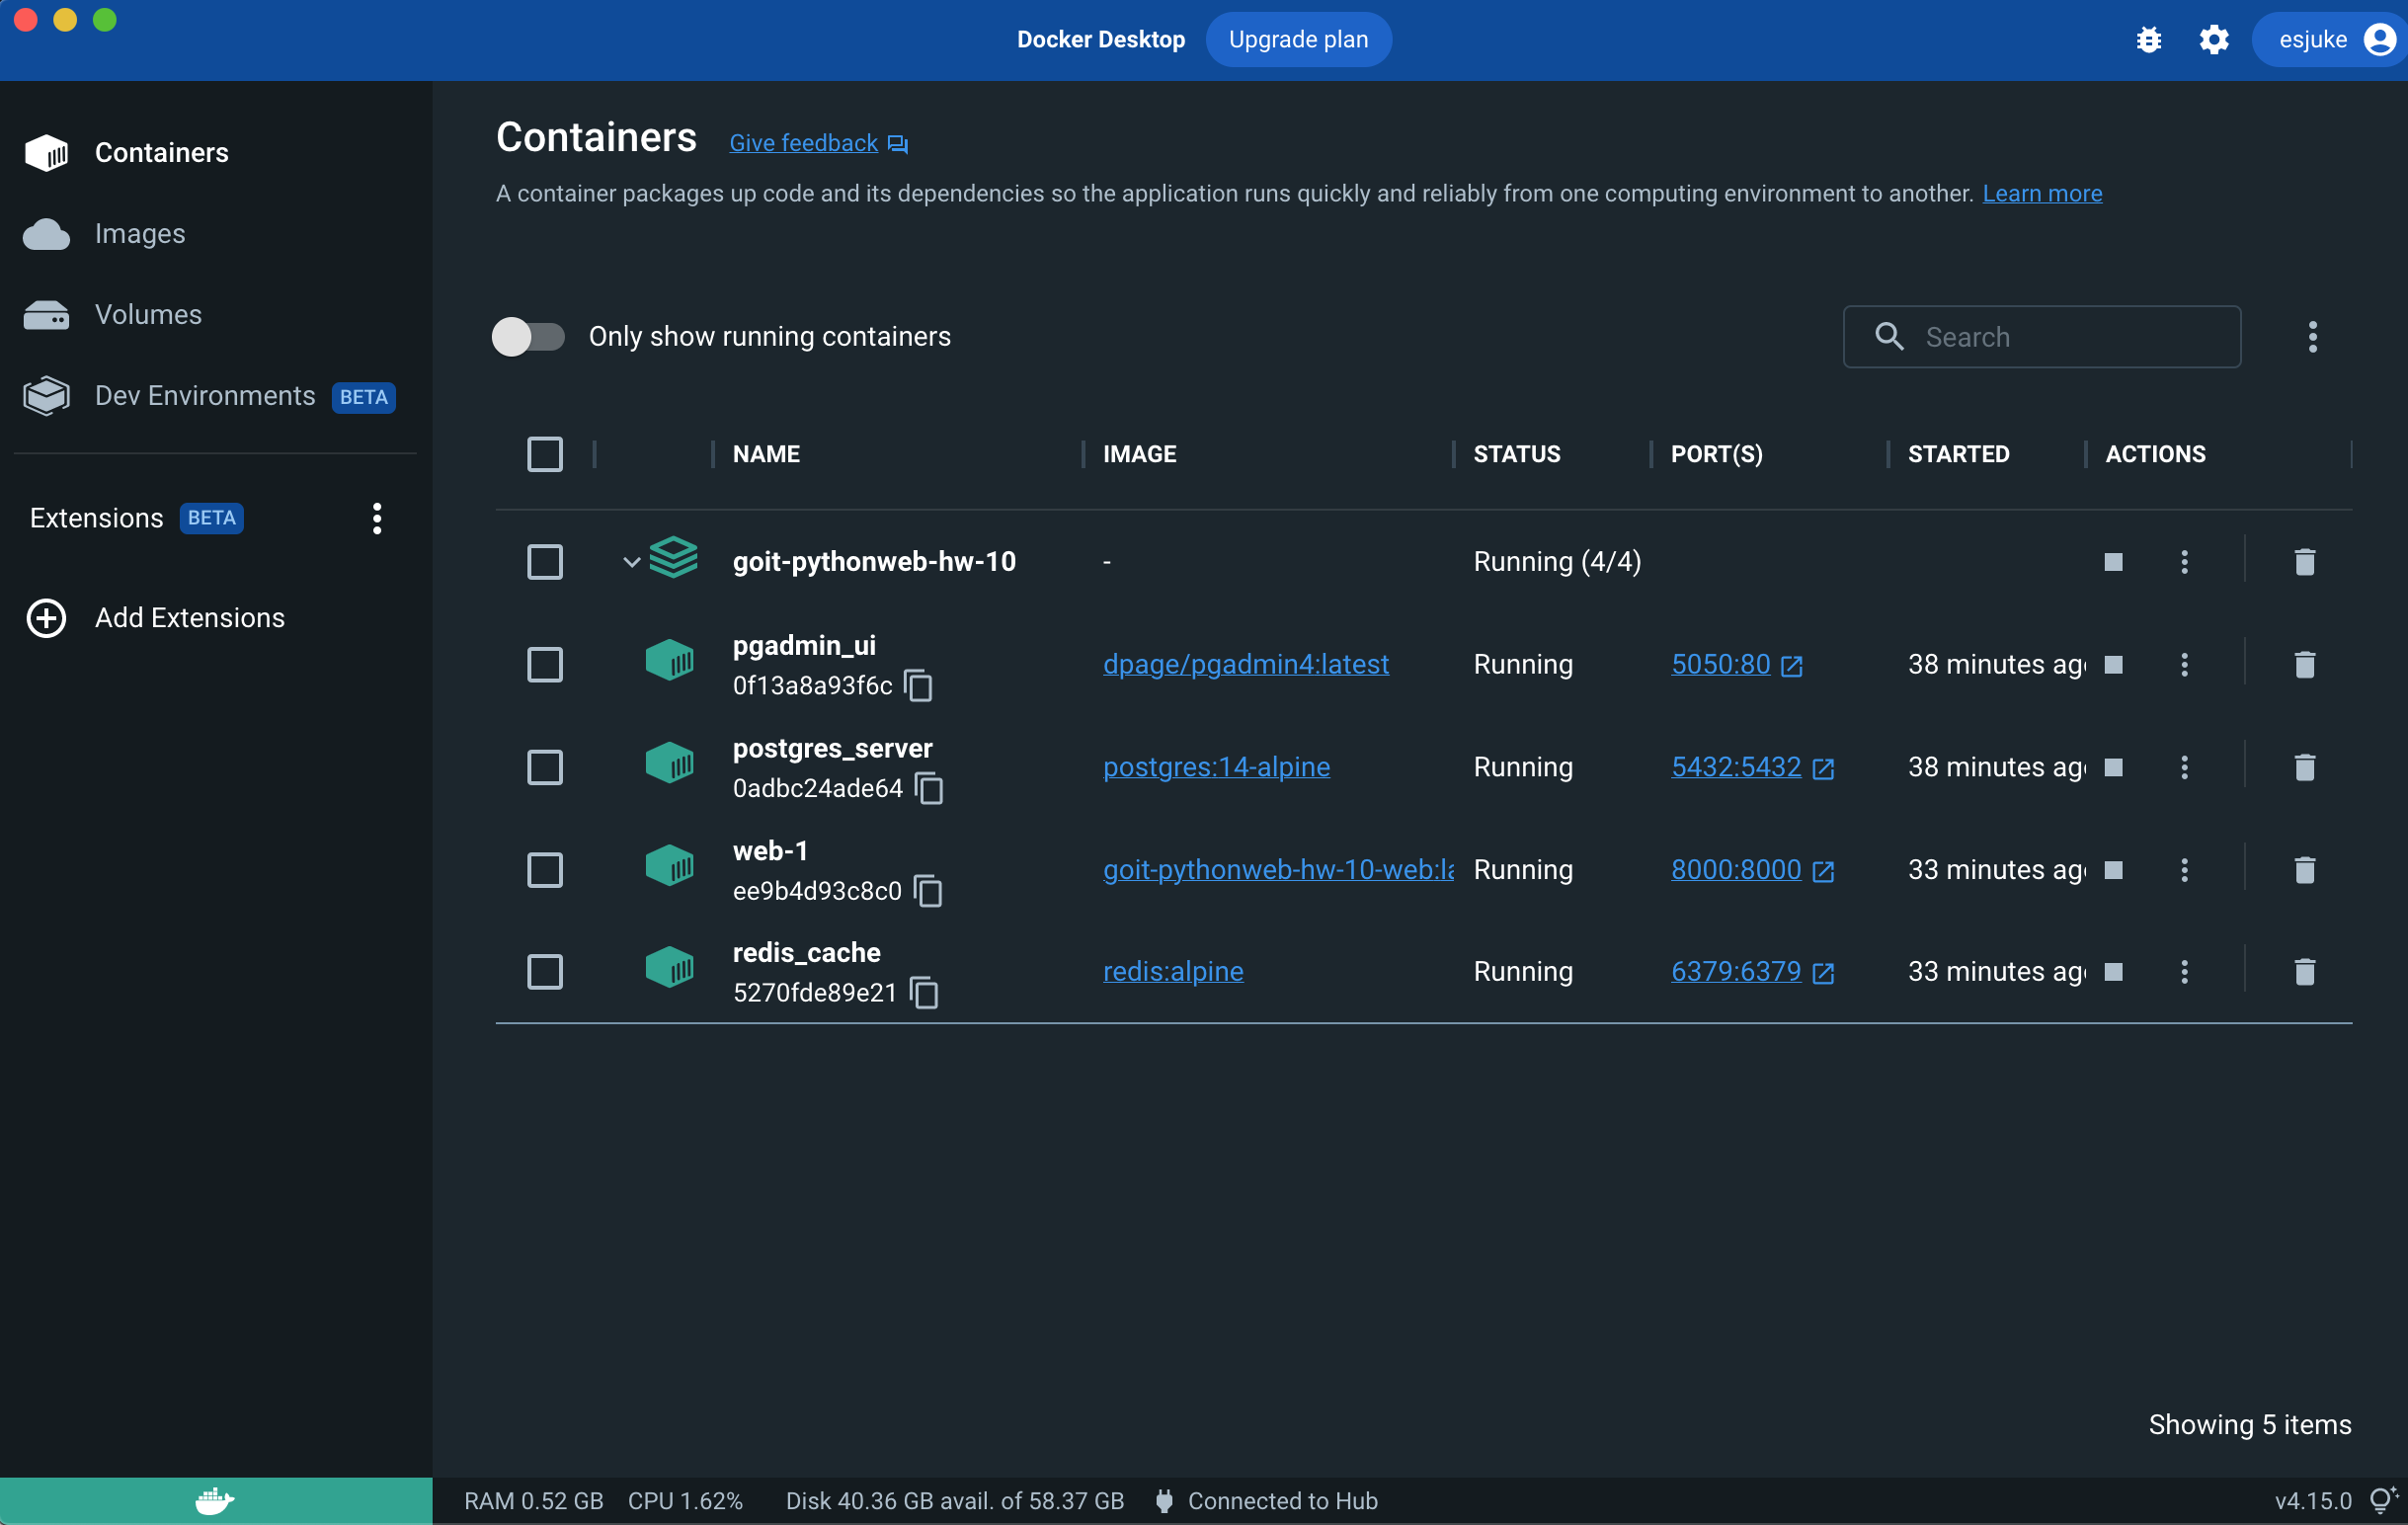 Docker Desktop
Upgrade plan
esjuke
Containers
Images
Volumes
Dev Environments BETA
Extensions BETA
Add Extensions
Containers
Give feedback
A container packages up code and its dependencies so the application runs quickly and reliably from one computing environment to another. Learn more
Only show running containers
Search
NAME IMAGE STATUS PORT(S) STARTED ACTIONS
goit-pythonweb-hw-10 - Running (4/4)
pgadmin_ui
0f13a8a93f6c
dpage/pgadmin4:latest Running 5050:80 38 minutes ag
postgres_server
0adbc24ade64
postgres:14-alpine Running 5432:5432 38 minutes ag
web-1
ee9b4d93c8c0
goit-pythonweb-hw-10-web:la Running 8000:8000 33 minutes ag
redis_cache
5270fde89e21
redis:alpine Running 6379:6379 33 minutes ag
Showing 5 items
RAM 0.52 GB CPU 1.62% Disk 40.36 GB avail. of 58.37 GB Connected to Hub
v4.15.0